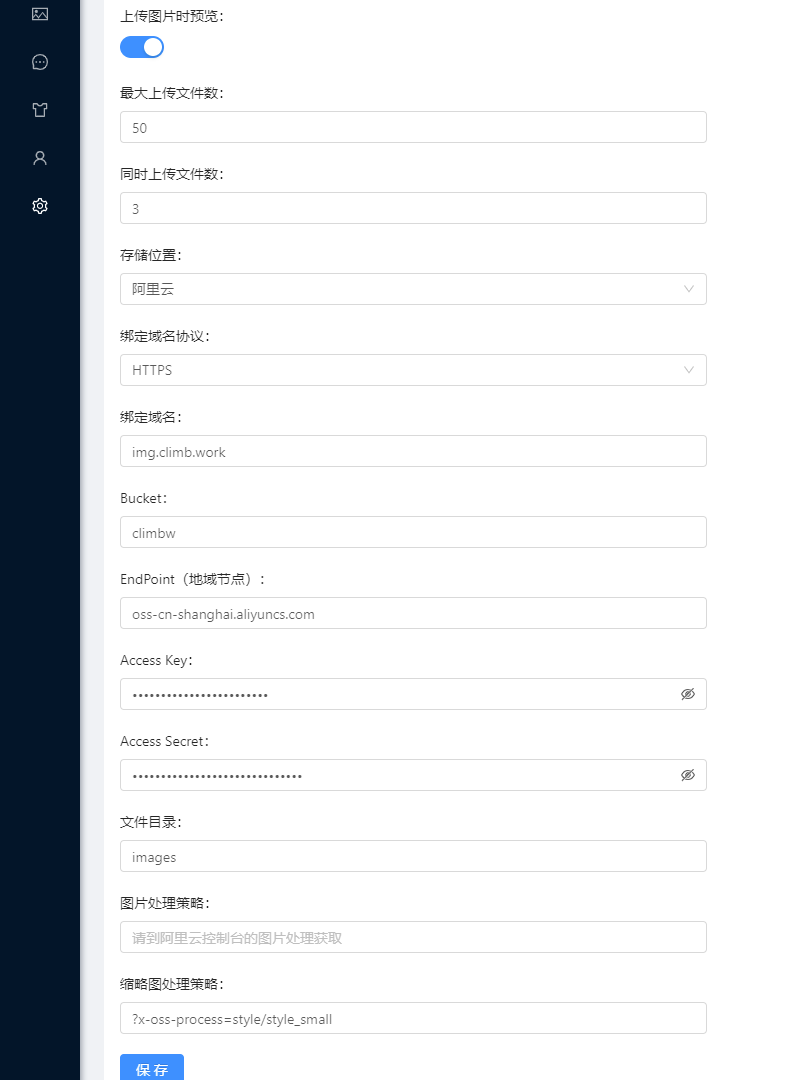 上传图片时预览：
最大上传文件数：
50
同时上传文件数：
3
存储位置：
阿里云
绑定域名协议：
HTTPS
绑定域名：
img.climb.work
Bucket：
climbw
EndPoint（地域节点）：
oss-cn-shanghai.aliyuncs.com
Access Key：
••••••••••••••••••••••••
Access Secret：
••••••••••••••••••••••••••••••
文件目录：
images
图片处理策略：
请到阿里云控制台的图片处理获取
缩略图处理策略：
?x-oss-process=style/style_small
保 存